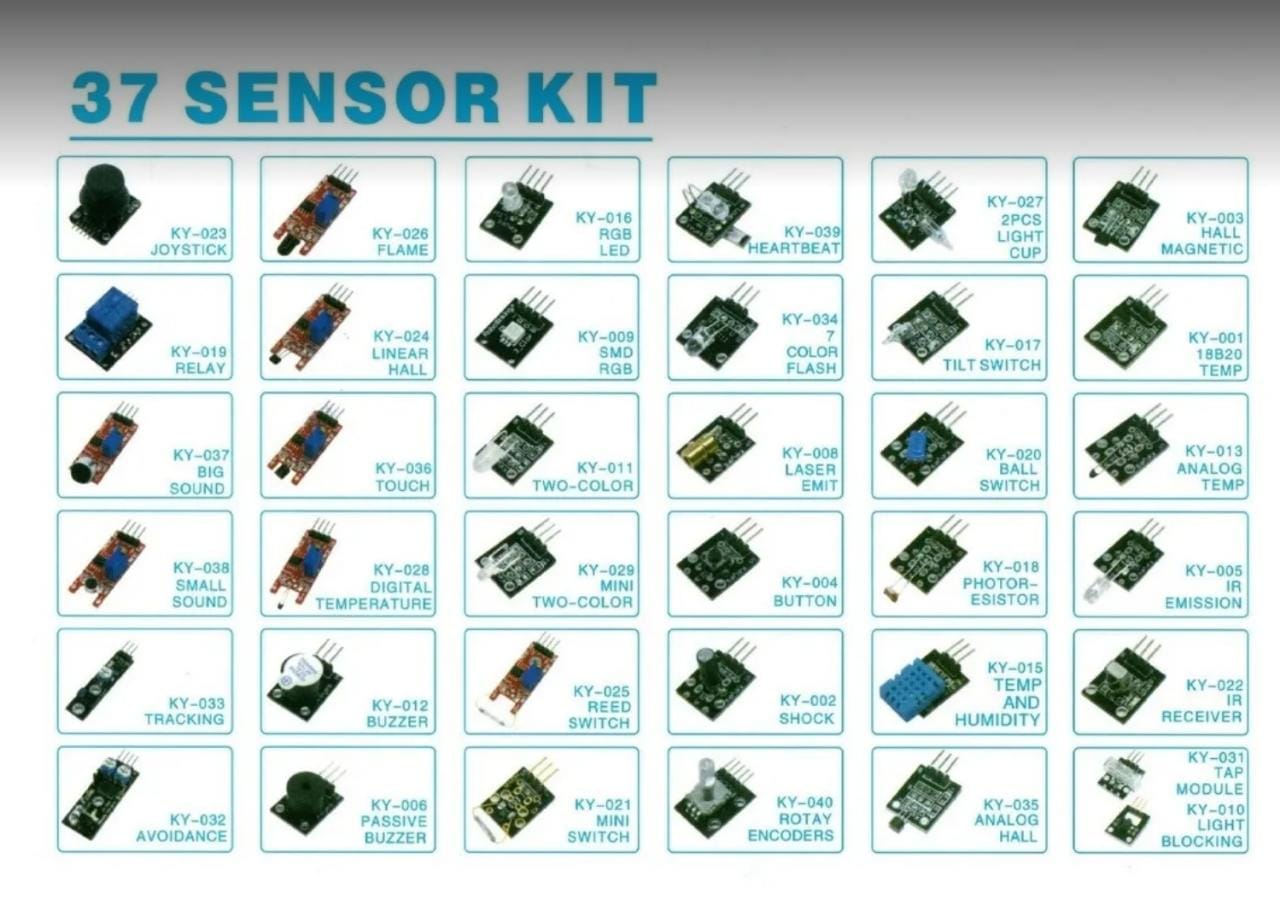 37 SENSOR KIT
KY-023
JOYSTICK
KY-026
FLAME
KY-016
RGB
LED
KY-039
HEARTBEAT
KY-027
2PCS
LIGHT
CUP
KY-003
HALL
MAGNETIC
KY-019
RELAY
KY-024
LINEAR
HALL
KY-009
SMD
RGB
KY-034
7
COLOR
FLASH
KY-017
TILT SWITCH
KY-001
18B20
TEMP
KY-037
BIG
SOUND
KY-036
TOUCH
KY-011
TWO-COLOR
KY-008
LASER
EMIT
KY-020
BALL
SWITCH
KY-013
ANALOG
TEMP
KY-038
SMALL
SOUND
KY-028
DIGITAL
TEMPERATURE
KY-029
MINI
TWO-COLOR
KY-004
BUTTON
KY-018
PHOTOR-
ESISTOR
KY-005
IR
EMISSION
KY-033
TRACKING
KY-012
BUZZER
KY-025
REED
SWITCH
KY-002
SHOCK
KY-015
TEMP
AND
HUMIDITY
KY-022
IR
RECEIVER
KY-032
AVOIDANCE
KY-006
PASSIVE
BUZZER
KY-021
MINI
SWITCH
KY-040
ROTAY
ENCODERS
KY-035
ANALOG
HALL
KY-031
TAP
MODULE
KY-010
LIGHT
BLOCKING